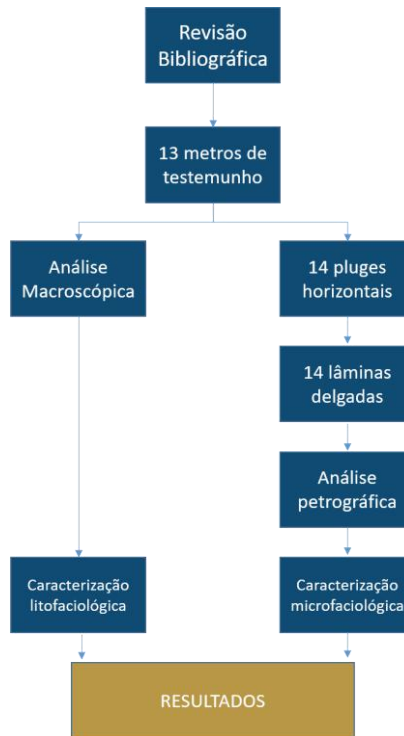 Revisão
Bibliográfica
13 metros de
testemunho
Análise
Macroscópica
14 pluges
horizontais
14 lâminas
delgadas
Análise
petrográfica
Caracterização
litofaciológica
Caracterização
microfaciológica
RESULTADOS